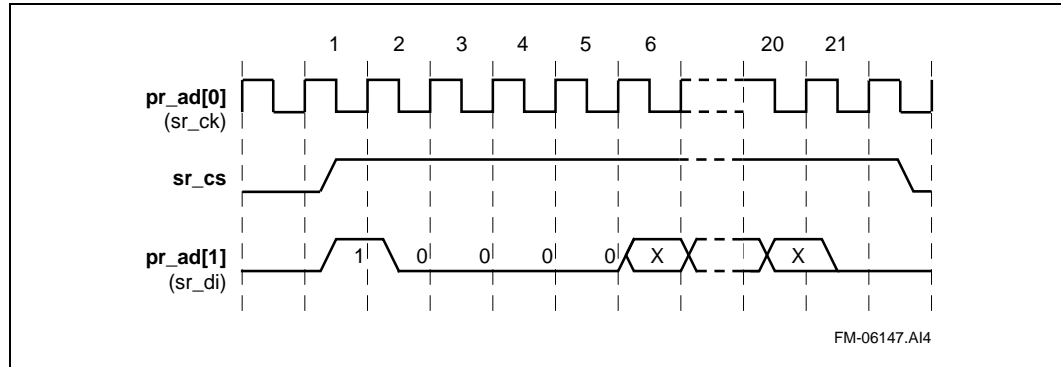 1 2 3 4 5 6 20 21
pr_ad[0]
(sr_ck)
sr_cs
pr_ad[1]
(sr_di)
1 0 0 0 0 X X
FM-06147.AI4